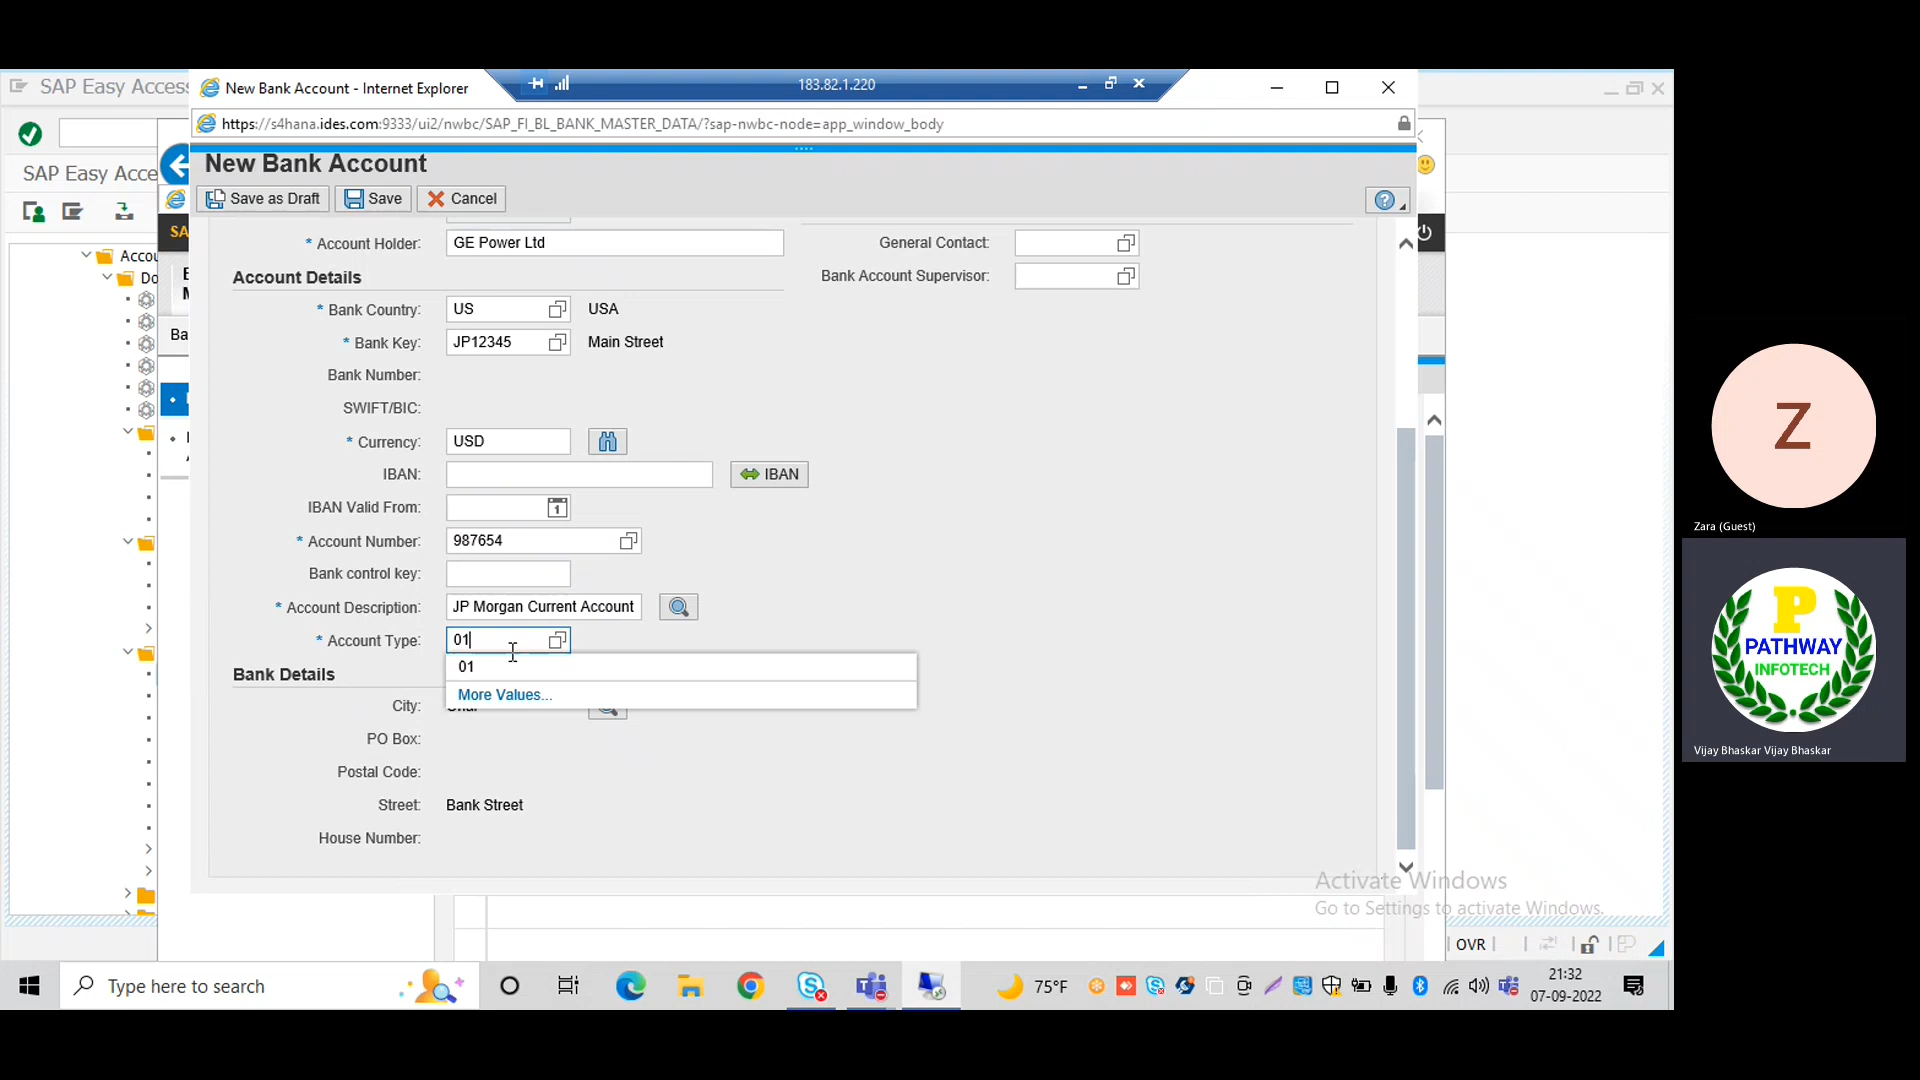 SAP Easy Access
New Bank Account - Internet Explorer
183.82.1.220
https://s4hana.ides.com:9333/ui2/nwbc/SAP_FI_BL_BANK_MASTER_DATA/?sap-nwbc-node=app_window_body
SAP Easy Acce
New Bank Account
Save as Draft
Save
Cancel
SA
Accou
Do
Ba
* Account Holder: GE Power Ltd
General Contact:
Account Details
Bank Account Supervisor:
* Bank Country: US USA
* Bank Key: JP12345 Main Street
Bank Number:
SWIFT/BIC:
* Currency: USD
IBAN:
IBAN
IBAN Valid From:
1
* Account Number: 987654
Bank control key:
* Account Description: JP Morgan Current Account
* Account Type: 01
01
More Values...
Bank Details
City:
PO Box:
Postal Code:
Street: Bank Street
House Number:
Activate Windows
Go to Settings to activate Windows.
OVR
Z
Zara (Guest)
P
PATHWAY
INFOTECH
Vijay Bhaskar Vijay Bhaskar
Type here to search
75°F
21:32
07-09-2022